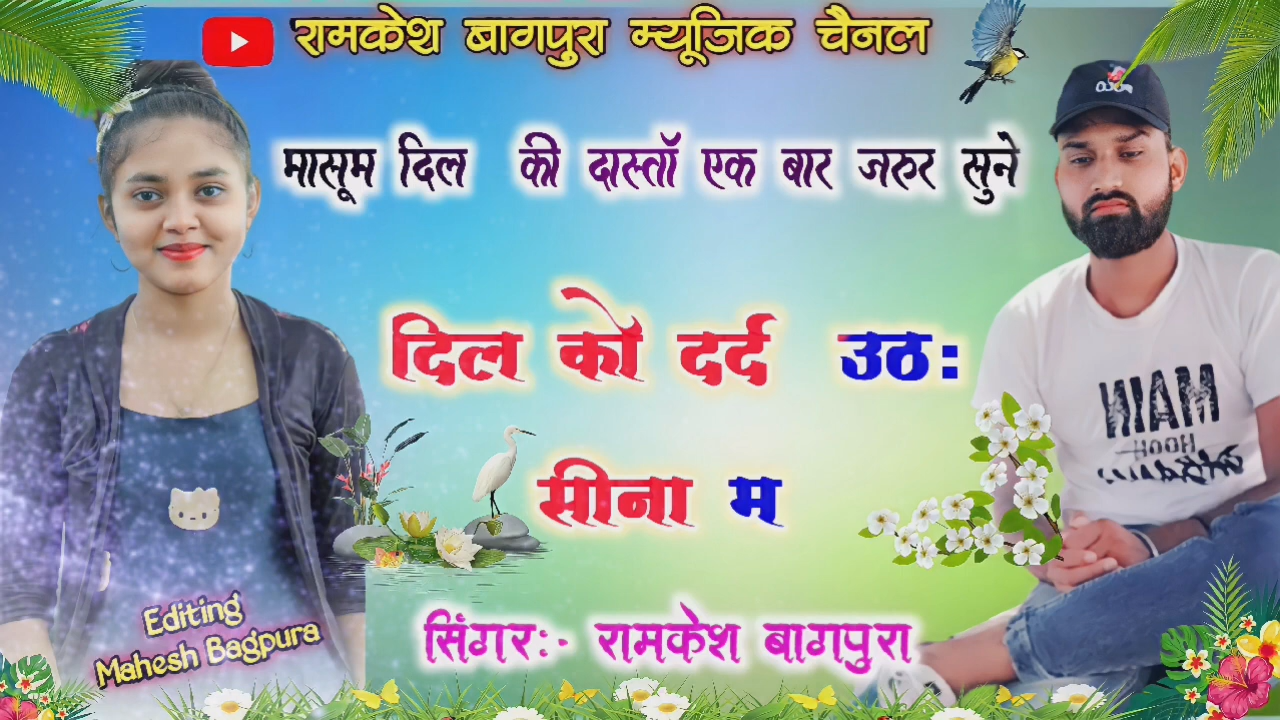 रामकेश बागपुरा म्यूजिक चैनल
मासूम दिल की दास्ताॅ एक बार जरुर सुने
दिल को दर्द उठ:
सीना म
सिंगर:- रामकेश बागपुरा
Editing
Mahesh Bagpura